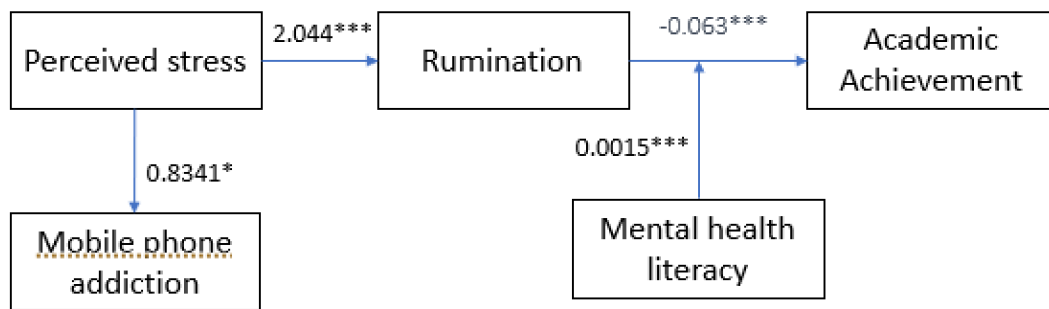 2.044***
-0.063***
Perceived stress
Rumination
Academic
Achievement
0.8341*
0.0015***
Mobile phone
addiction
Mental health
literacy